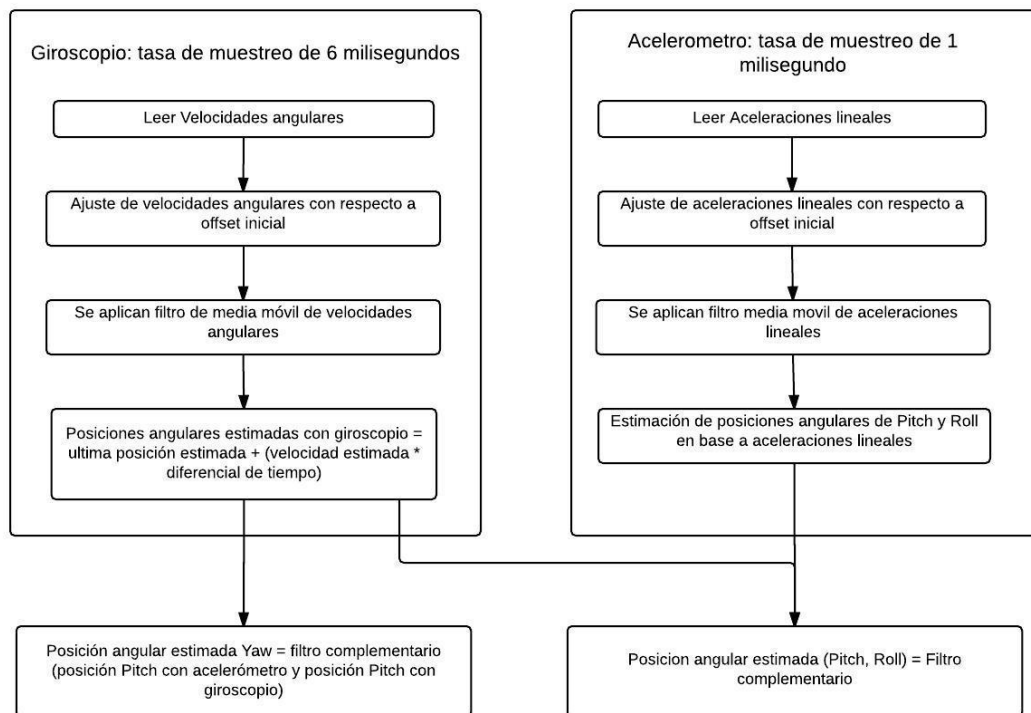 Giroscopio: tasa de muestreo de 6 milisegundos
Leer Velocidades angulares
Ajuste de velocidades angulares con respecto a
offset inicial
Se aplican filtro de media móvil de velocidades
angulares
Posiciones angulares estimadas con giroscopio =
ultima posición estimada + (velocidad estimada *
diferencial de tiempo)
Posición angular estimada Yaw = filtro complementario
(posición Pitch con acelerómetro y posición Pitch con
giroscopio)
Acelerometro: tasa de muestreo de 1
milisegundo
Leer Aceleraciones lineales
Ajuste de aceleraciones lineales con respecto a
offset inicial
Se aplican filtro media movil de aceleraciones
lineales
Estimación de posiciones angulares de Pitch y Roll
en base a aceleraciones lineales
Posicion angular estimada (Pitch, Roll) = Filtro
complementario